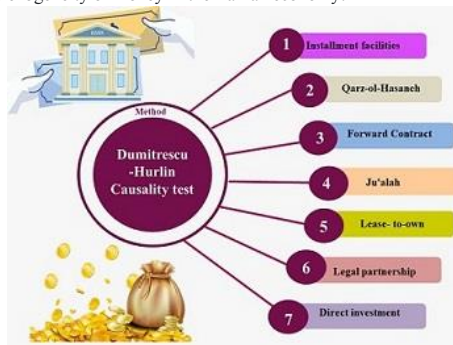 Method
Dumitrescu
-Hurlin
Causality test
1
Installment facilities
2
Qarz-ol-Hasaneh
3
Forward Contract
4
Ju'alah
5
Lease- to-own
6
Legal partnership
7
Direct investment